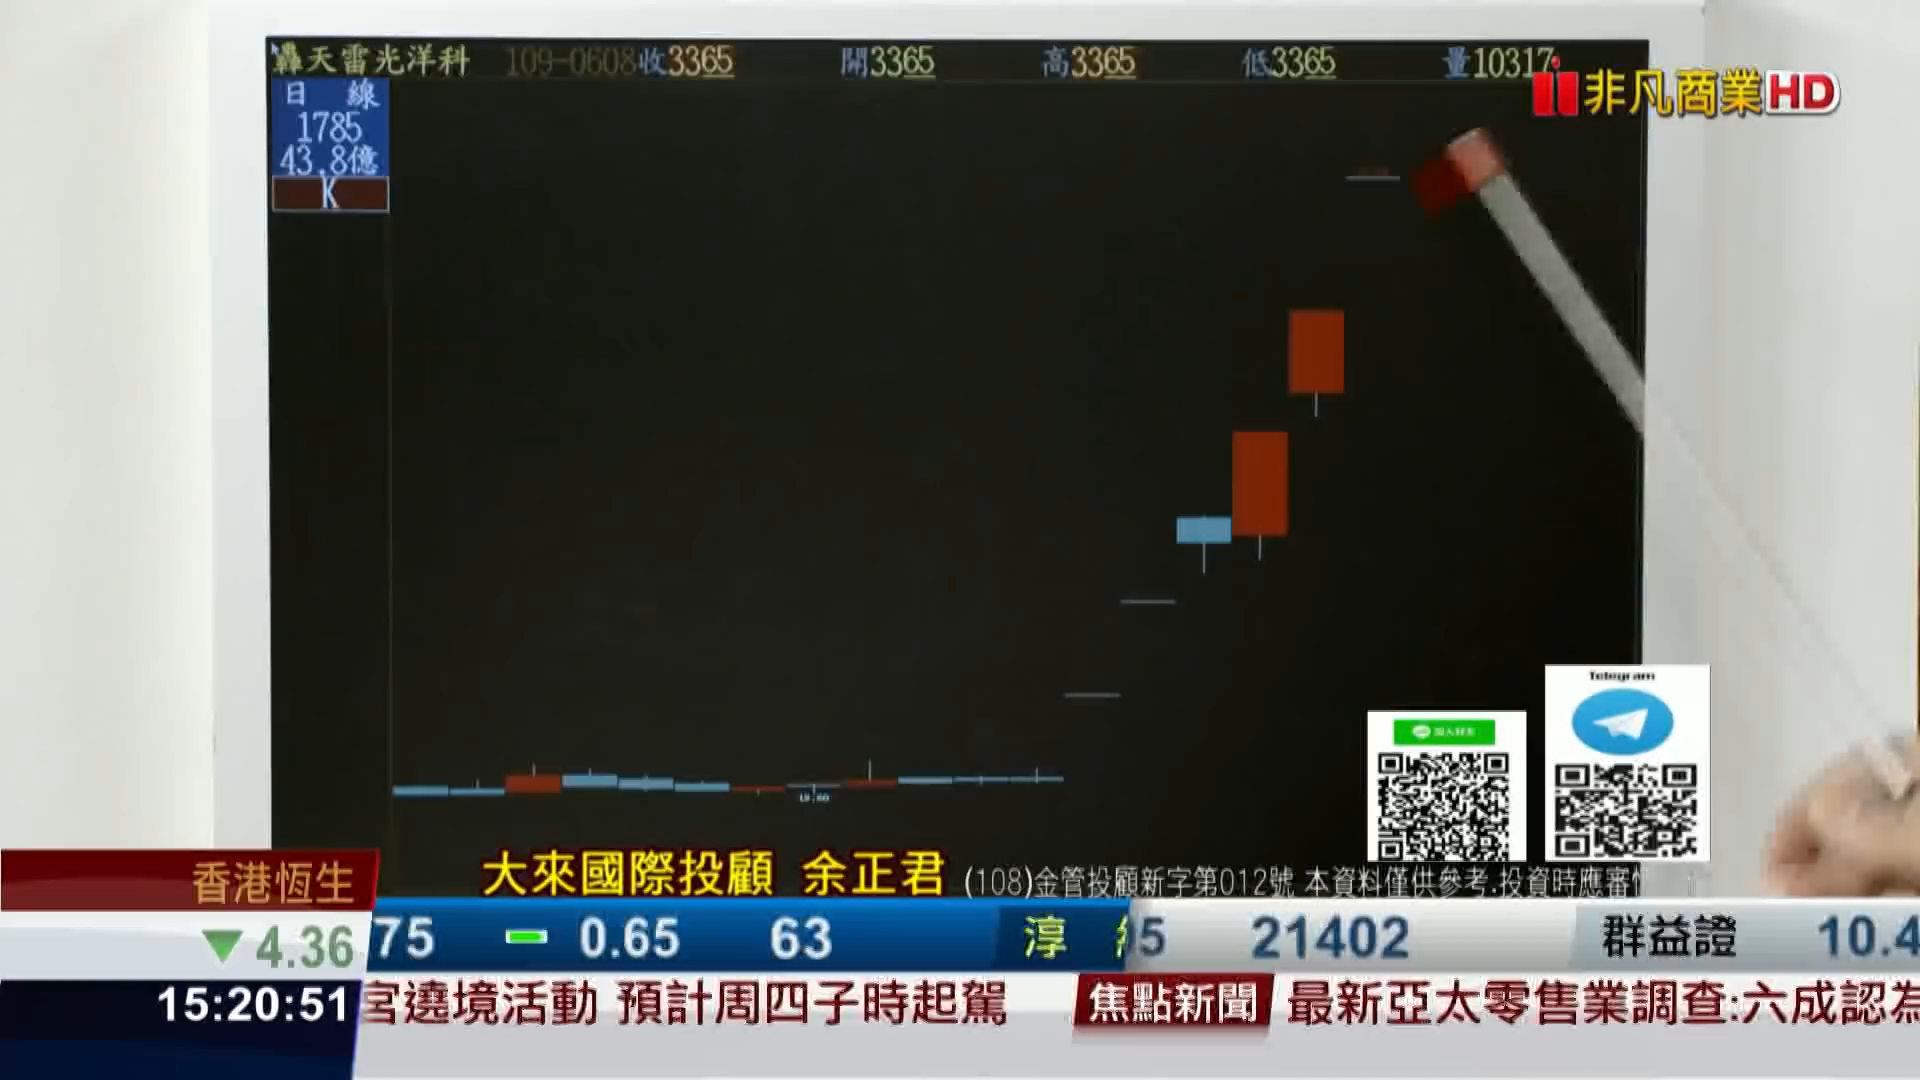 轟天雷光洋科 109-0608 收3365 開3365 高3365 低3365 量10317
非凡商業HD
日 線
1785
43.8億
K
Telegram
大來國際投顧 余正君
(108)金管投顧新字第012號 本資料僅供參考.投資時應審
香港恆生
▼4.36
75 0.65 63 淳
5 21402 群益證 10.4
15:20:51
宮遶境活動 預計周四子時起駕 焦點新聞 最新亞太零售業調查:六成認為